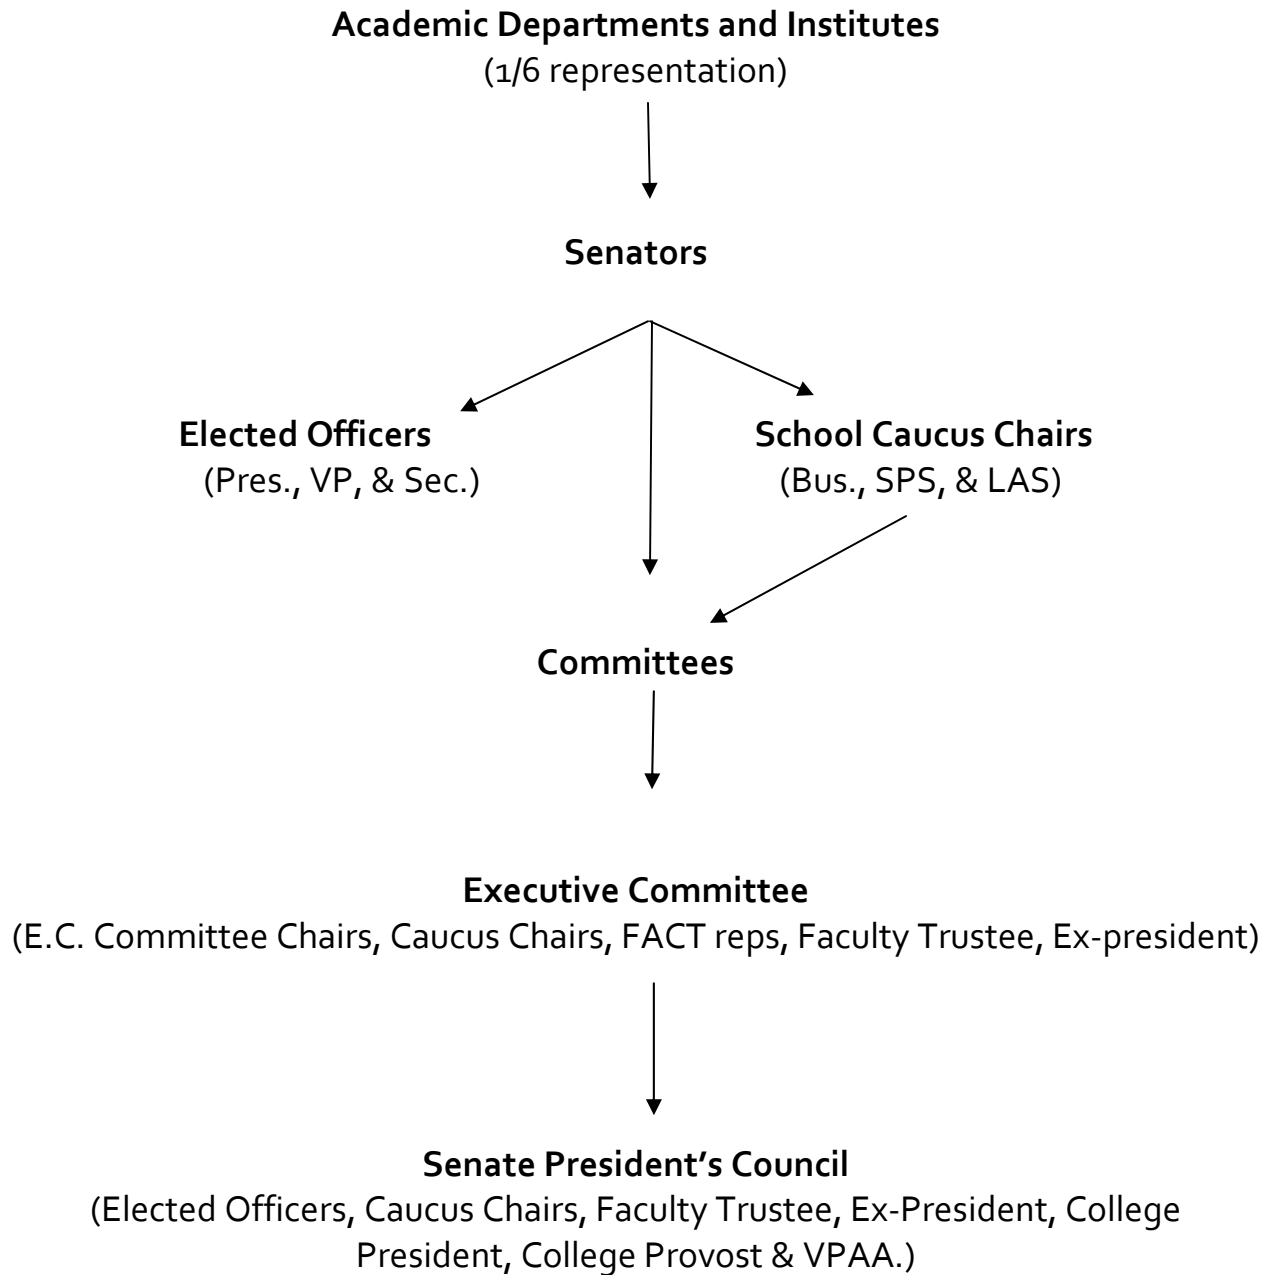 Academic Departments and Institutes
(1/6 representation)
Senators
Elected Officers
(Pres., VP, & Sec.)
School Caucus Chairs
(Bus., SPS, & LAS)
Committees
Executive Committee
(E.C. Committee Chairs, Caucus Chairs, FACT reps, Faculty Trustee, Ex-president)
Senate President’s Council
(Elected Officers, Caucus Chairs, Faculty Trustee, Ex-President, College
President, College Provost & VPAA.)